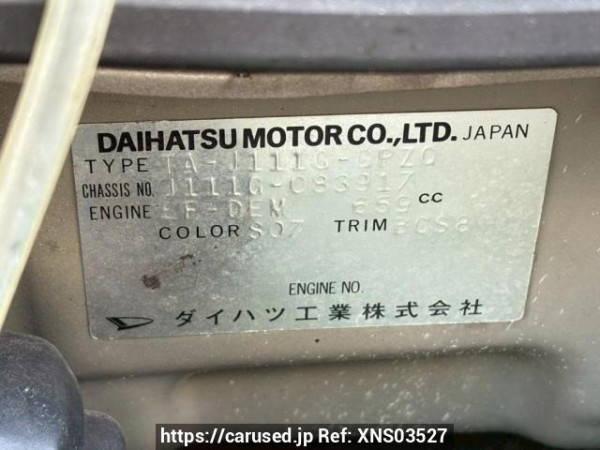 DAIHATSU MOTOR CO.,LTD. JAPAN
TYPE TA-J111G-GPZQ
CHASSIS NO. J111G-083917
ENGINE EF-DEM 659 CC
COLOR S07 TRIM
ENGINE NO.
ダイハツ工業株式会社
https://carused.jp Ref: XNS03527